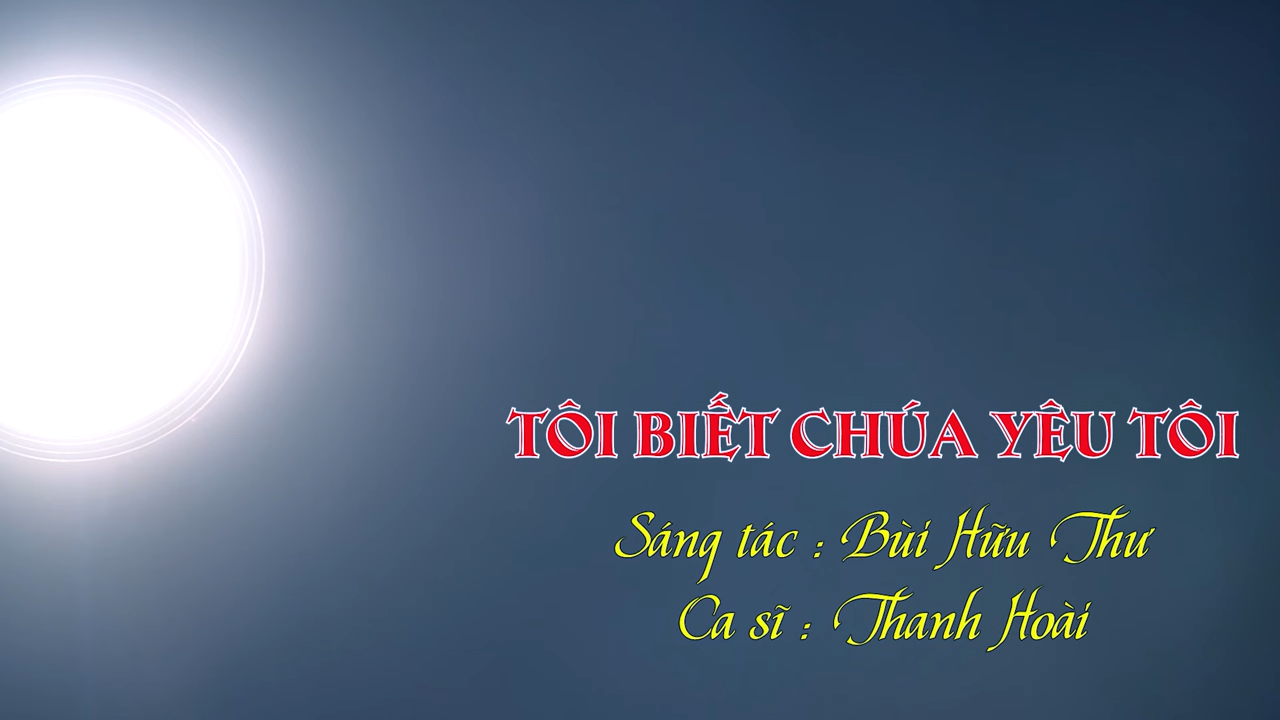 TÔI BIẾT CHÚA YÊU TÔI
Sáng tác : Bùi Hữu Thư
Ca sĩ : Thanh Hoài